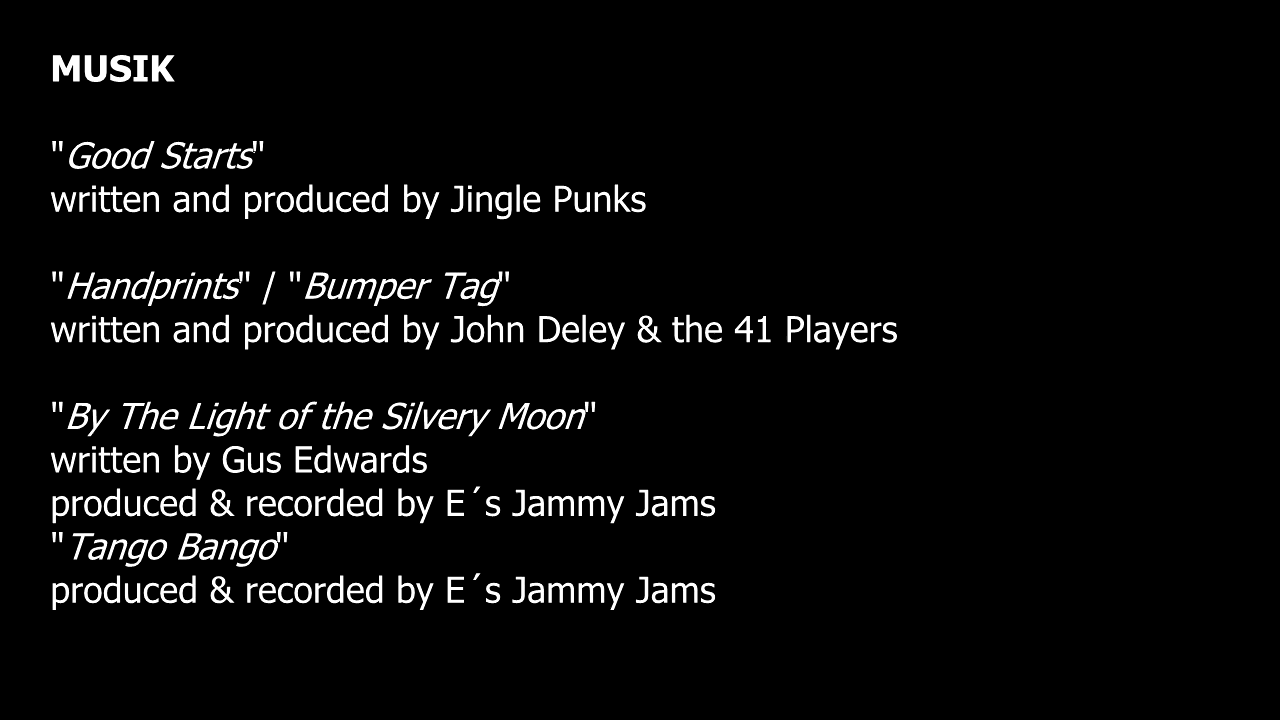 MUSIK
"Good Starts"
written and produced by Jingle Punks
"Handprints" | "Bumper Tag"
written and produced by John Deley & the 41 Players
"By The Light of the Silvery Moon"
written by Gus Edwards
produced & recorded by E´s Jammy Jams
"Tango Bango"
produced & recorded by E´s Jammy Jams